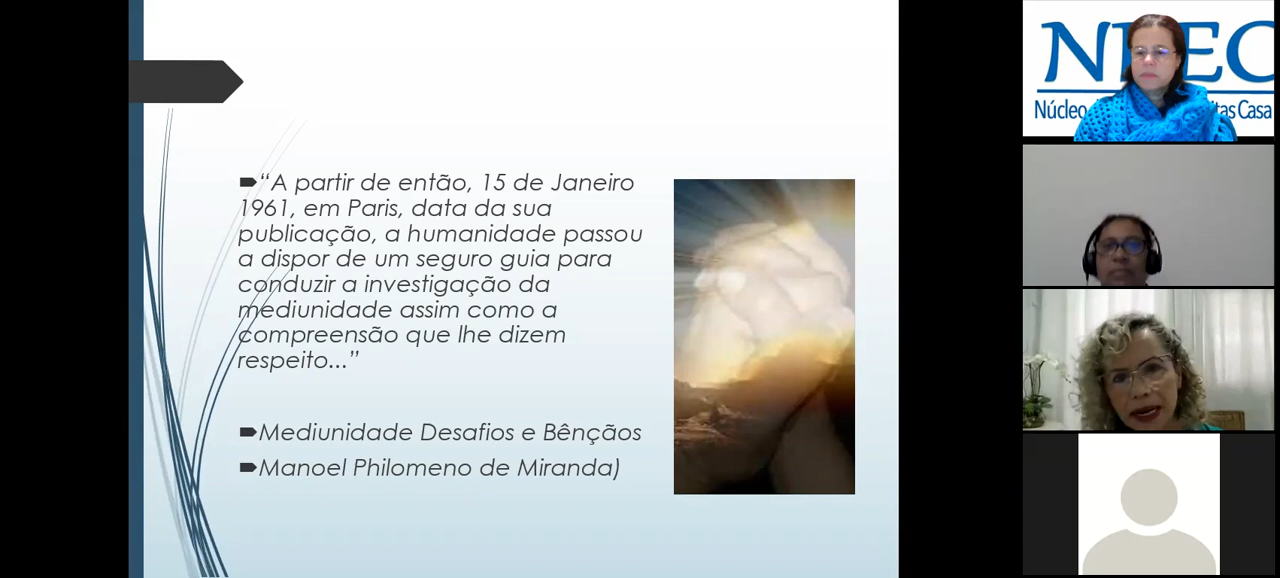 “A partir de então, 15 de Janeiro
1961, em Paris, data da sua
publicação, a humanidade passou
a dispor de um seguro guia para
conduzir a investigação da
mediunidade assim como a
compreensão que lhe dizem
respeito...”
Mediunidade Desafios e Bênçãos
Manoel Philomeno de Miranda)
Núcleo
Casa